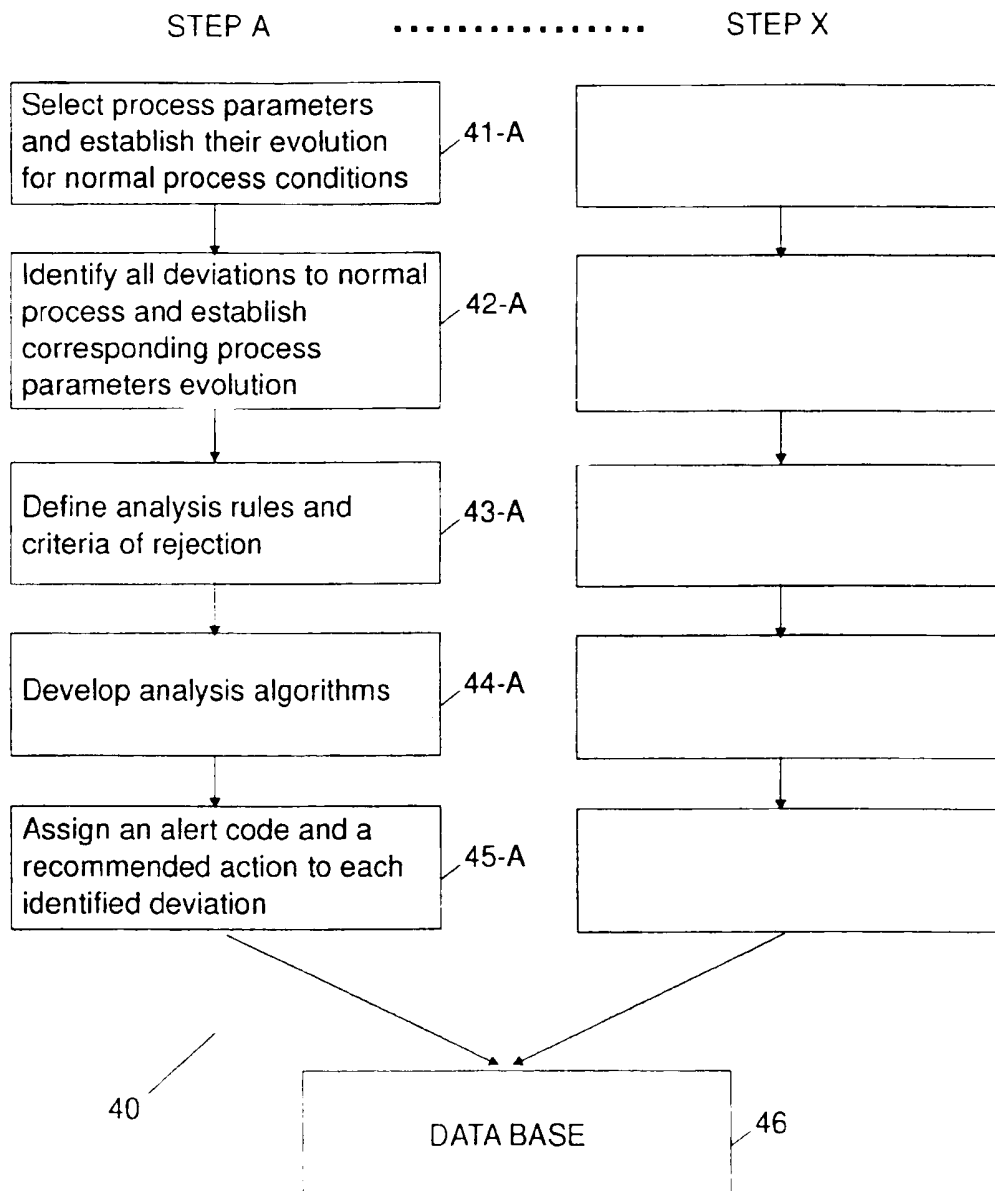 STEP A ............... STEP X
Select process parameters
and establish their evolution
for normal process conditions
41-A
Identify all deviations to normal
process and establish
corresponding process
parameters evolution
42-A
Define analysis rules and
criteria of rejection
43-A
Develop analysis algorithms
44-A
Assign an alert code and a
recommended action to each
identified deviation
45-A
40
DATA BASE
46